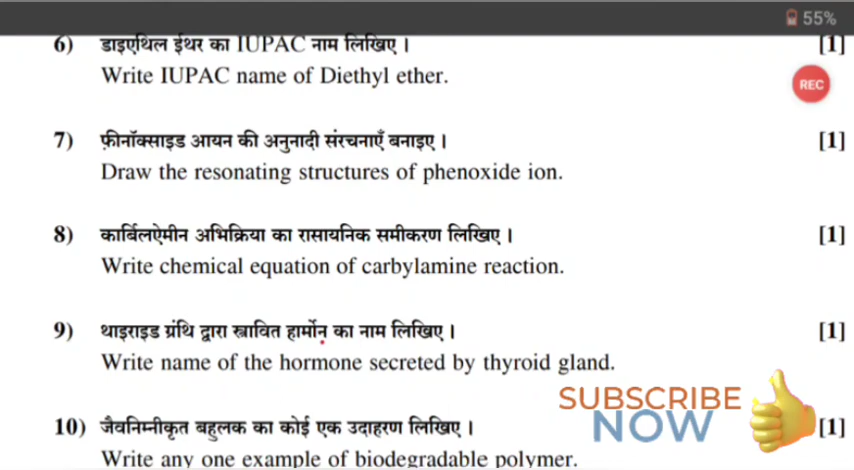 55%
6) डाइएथिल ईथर का IUPAC नाम लिखिए। [1]
Write IUPAC name of Diethyl ether.
REC
7) फ़ीनॉक्साइड आयन की अनुनादी संरचनाएँ बनाइए। [1]
Draw the resonating structures of phenoxide ion.
8) कार्बिलऐमीन अभिक्रिया का रासायनिक समीकरण लिखिए। [1]
Write chemical equation of carbylamine reaction.
9) थाइराइड ग्रंथि द्वारा स्त्रावित हार्मोन का नाम लिखिए। [1]
Write name of the hormone secreted by thyroid gland.
SUBSCRIBE
NOW
10) जैवनिम्नीकृत बहुलक का कोई एक उदाहरण लिखिए। [1]
Write any one example of biodegradable polymer.